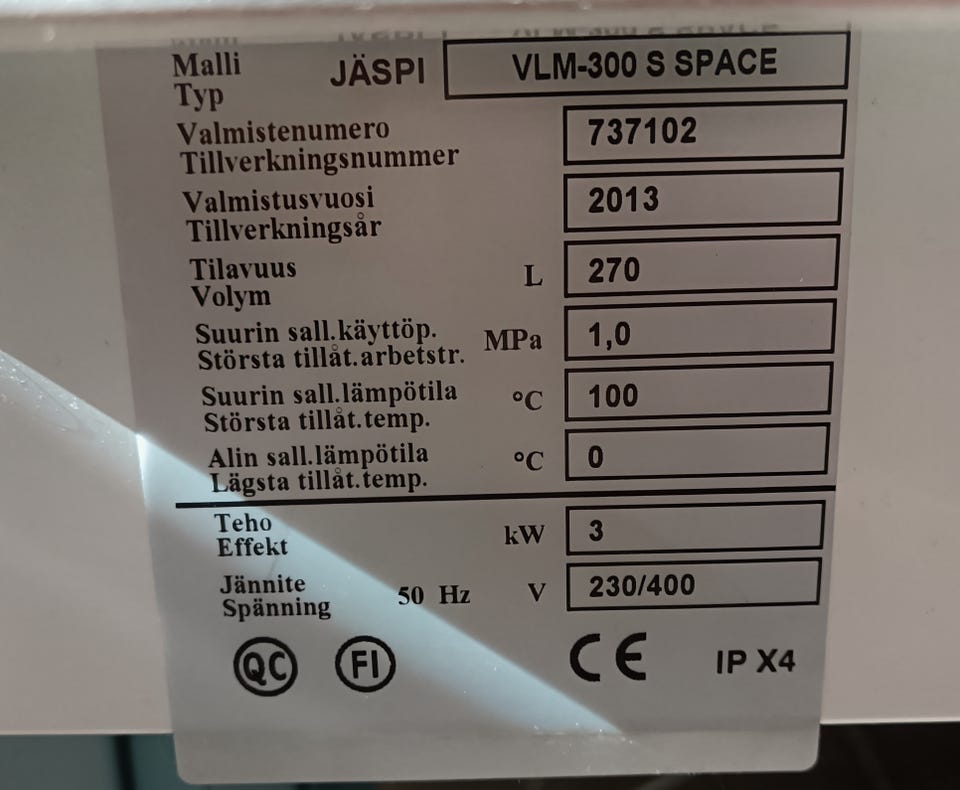 Malli JÄSPI VLM-300 S SPACE
Typ
Valmistenumero 737102
Tillverkningsnummer
Valmistusvuosi 2013
Tillverkningsår
Tilavuus L 270
Volym
Suurin sall.käyttöp. MPa 1,0
Största tillåt.arbetstr.
Suurin sall.lämpötila °C 100
Största tillåt.temp.
Alin sall.lämpötila °C 0
Lägsta tillåt.temp.
Teho kW 3
Effekt
Jännite 50 Hz V 230/400
Spänning
QC FI CE IP X4